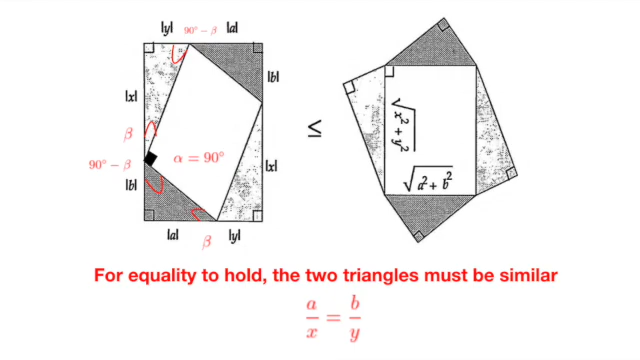 |y| 90° − β |a|
|b|
|x|
β
90° − β
α = 90°
|x|
|b|
|a|
β
|y|
≤
√x² + y²
√a² + b²
For equality to hold, the two triangles must be similar
a/x = b/y